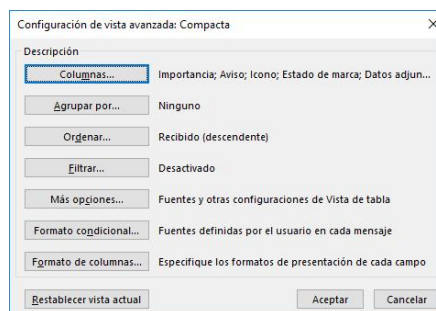 Configuración de vista avanzada: Compacta
Descripción
Columnas... Importancia; Aviso; Icono; Estado de marca; Datos adjun...
Agrupar por... Ninguno
Ordenar... Recibido (descendente)
Filtrar... Desactivado
Más opciones... Fuentes y otras configuraciones de Vista de tabla
Formato condicional... Fuentes definidas por el usuario en cada mensaje
Formato de columnas... Especifique los formatos de presentación de cada campo
Restablecer vista actual Aceptar Cancelar